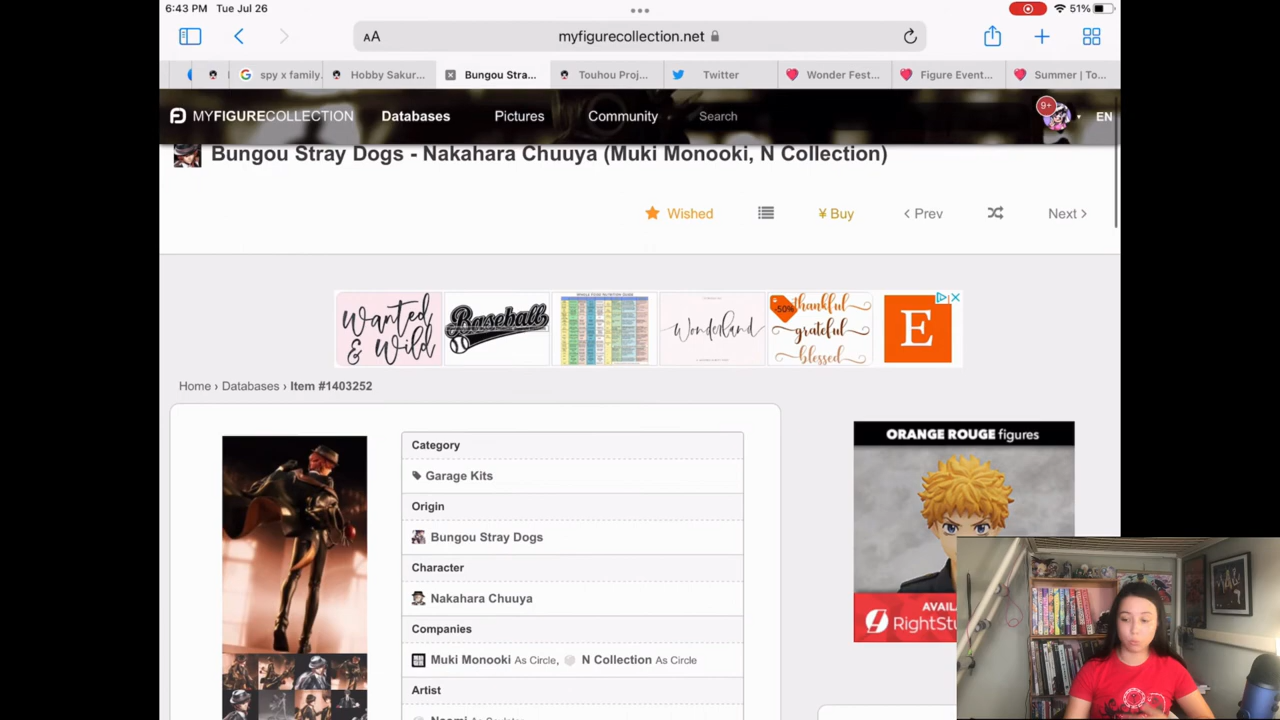 6:43 PM Tue Jul 26
51%
AA
myfigurecollection.net
spy x family.
Hobby Sakur...
Bungou Stra...
Touhou Proj...
Twitter
Wonder Fest...
Figure Event...
Summer | To...
MYFIGURECOLLECTION
Databases
Pictures
Community
Search
9+
EN
Bungou Stray Dogs - Nakahara Chuuya (Muki Monooki, N Collection)
Wished
¥ Buy
< Prev
Next >
Wanted & Wild
Baseball
Wonderland
-50%
thankful
grateful
blessed
E
Home › Databases › Item #1403252
Category
Garage Kits
Origin
Bungou Stray Dogs
Character
Nakahara Chuuya
Companies
Muki Monooki As Circle, N Collection As Circle
Artist
ORANGE ROUGE figures
AVAIL
RightStu